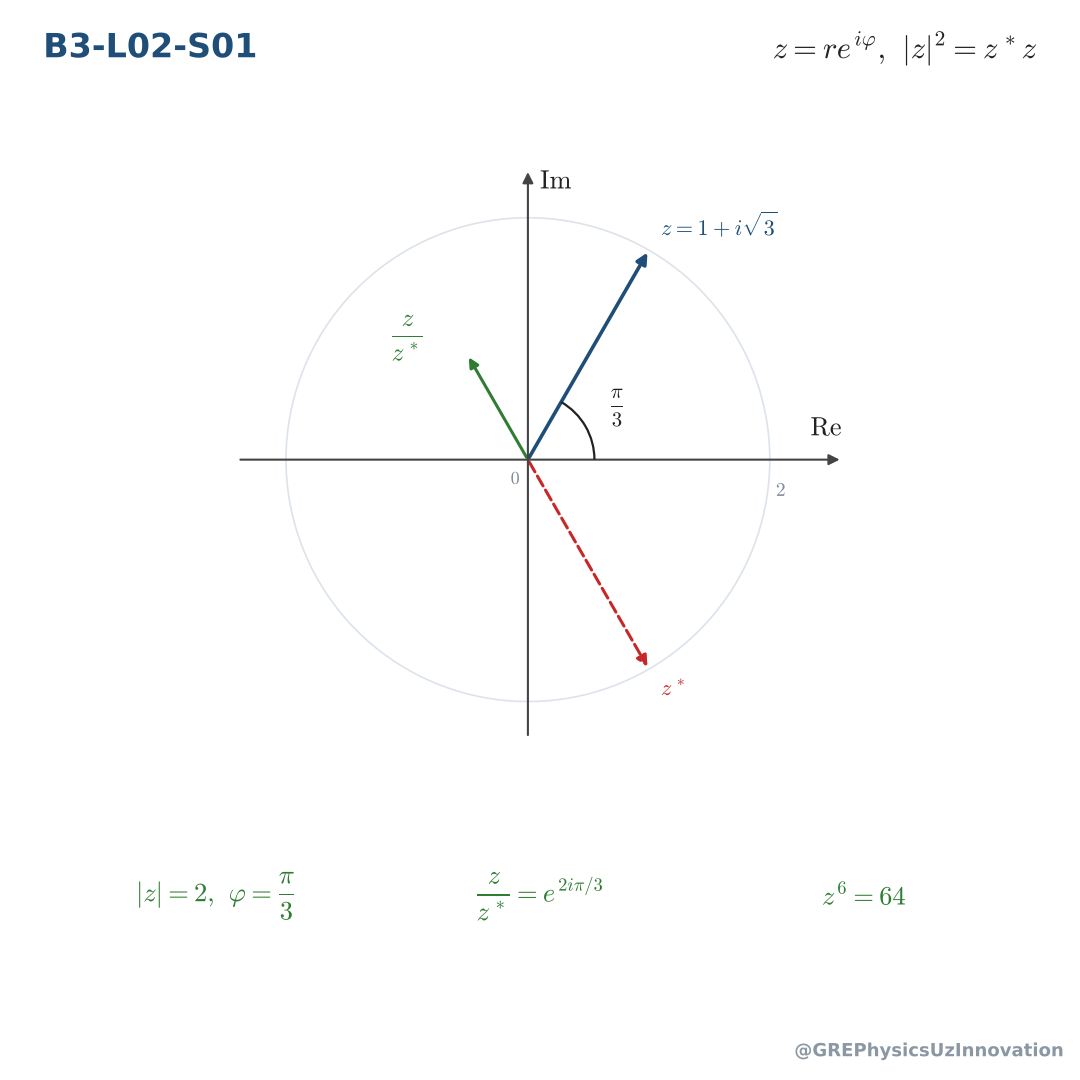 B3-L02-S01
z = re^{iφ}, |z|^2 = z^* z
Im
z = 1 + i√3
z/z^*
π/3
Re
0
2
z^*
|z| = 2, φ = π/3
z/z^* = e^{2iπ/3}
z^6 = 64
@GREPhysicsUzInnovation